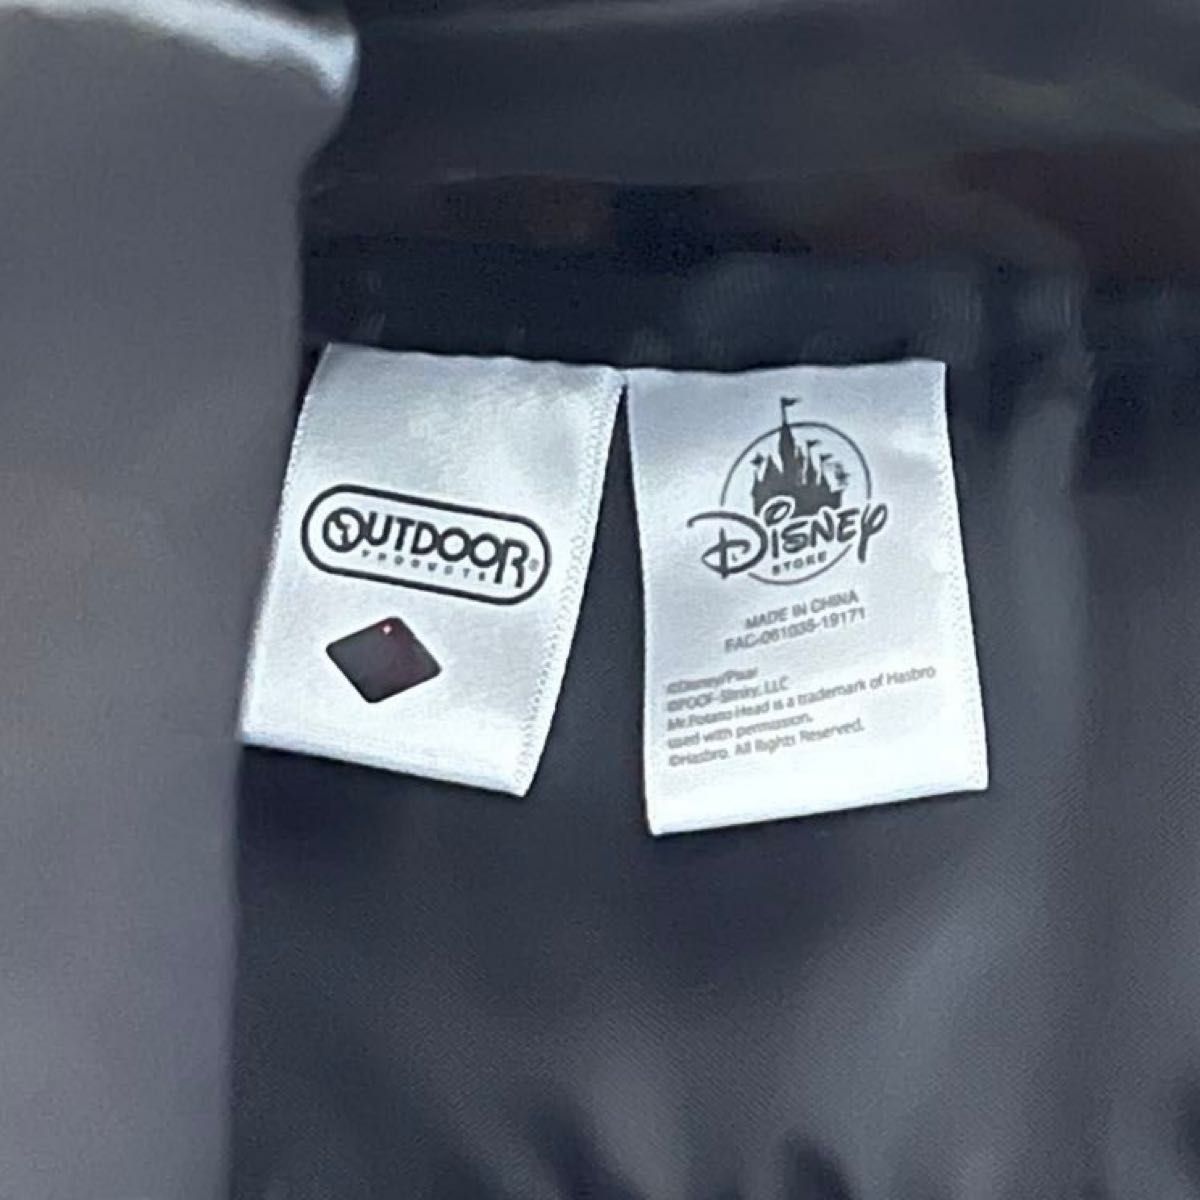 OUTDOOR®
PRODUCTS
DISNEY
STORE
MADE IN CHINA
FAC-061035-19171
©Disney/Pixar
©POOF-Slinky, LLC
Mr.Potato Head is a trademark of Hasbro
used with permission.
©Hasbro. All Rights Reserved.